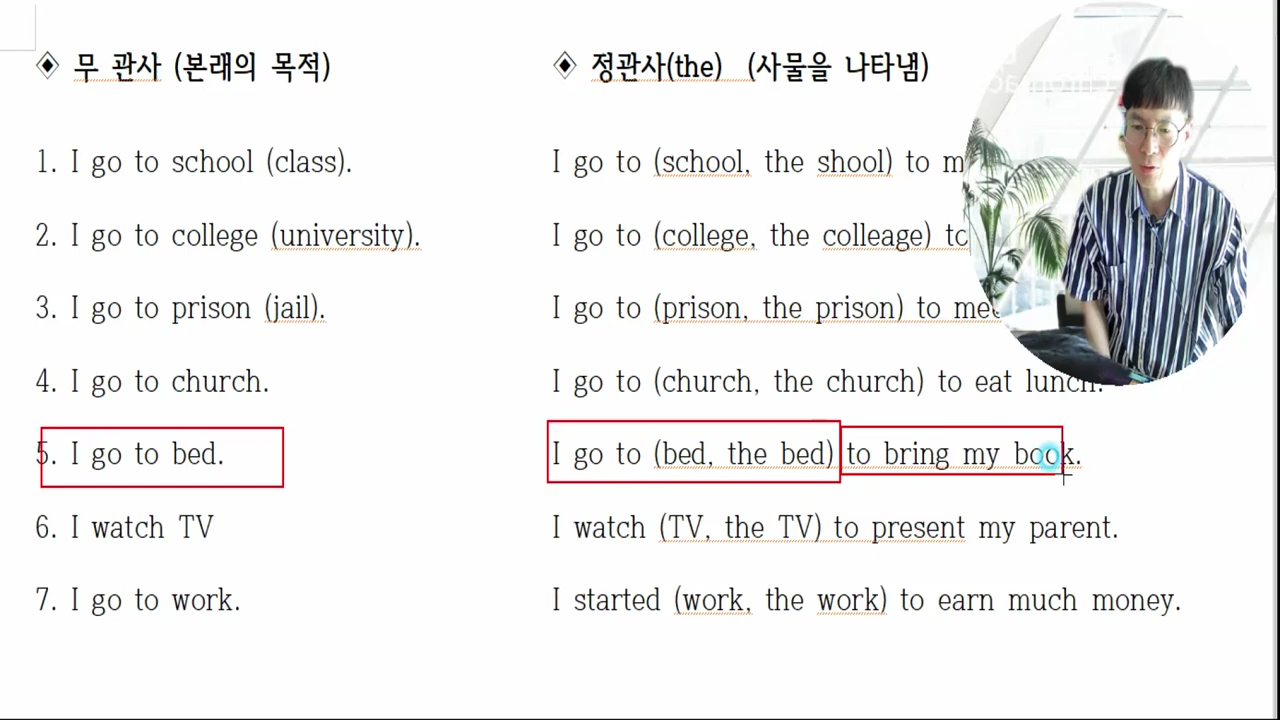 ◈ 무 관사 (본래의 목적)
◈ 정관사(the) (사물을 나타냄)
1. I go to school (class).
I go to (school, the shool) to m
2. I go to college (university).
I go to (college, the colleage) to
3. I go to prison (jail).
I go to (prison, the prison) to mee
4. I go to church.
I go to (church, the church) to eat lunch.
5. I go to bed.
I go to (bed, the bed) to bring my book.
6. I watch TV
I watch (TV, the TV) to present my parent.
7. I go to work.
I started (work, the work) to earn much money.